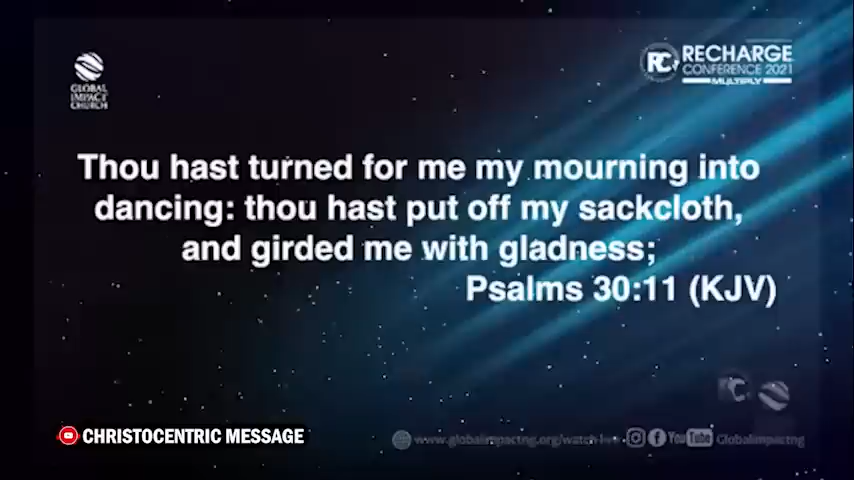 GLOBAL
IMPACT
CHURCH
RC
RECHARGE
CONFERENCE 2021
MULTIPLY
Thou hast turned for me my mourning into
dancing: thou hast put off my sackcloth,
and girded me with gladness;
Psalms 30:11 (KJV)
CHRISTOCENTRIC MESSAGE
www.globalimpactng.org/watch-live
YouTube
Globalimpactng